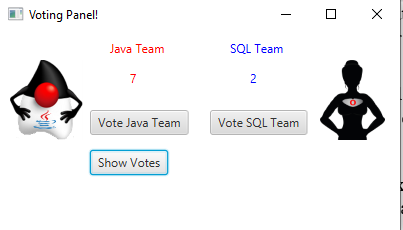 Voting Panel!
Java Team SQL Team
7 2
Vote Java Team Vote SQL Team
Show Votes